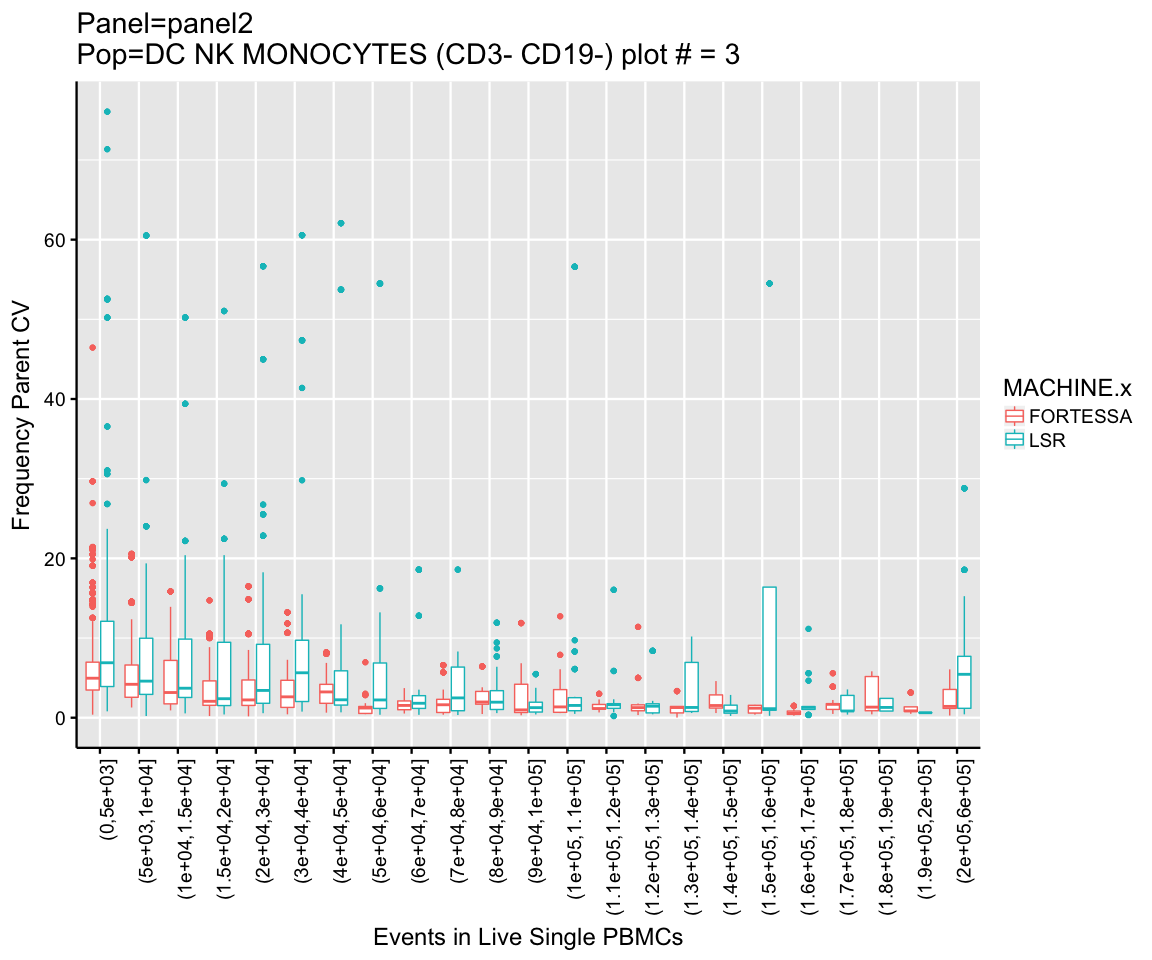 Panel=panel2
Pop=DC NK MONOCYTES (CD3- CD19-) plot # = 3
Frequency Parent CV
60
40
20
0
(0,5e+03]
(5e+03,1e+04]
(1e+04,1.5e+04]
(1.5e+04,2e+04]
(2e+04,3e+04]
(3e+04,4e+04]
(4e+04,5e+04]
(5e+04,6e+04]
(6e+04,7e+04]
(7e+04,8e+04]
(8e+04,9e+04]
(9e+04,1e+05]
(1e+05,1.1e+05]
(1.1e+05,1.2e+05]
(1.2e+05,1.3e+05]
(1.3e+05,1.4e+05]
(1.4e+05,1.5e+05]
(1.5e+05,1.6e+05]
(1.6e+05,1.7e+05]
(1.7e+05,1.8e+05]
(1.8e+05,1.9e+05]
(1.9e+05,2e+05]
(2e+05,6e+05]
Events in Live Single PBMCs
MACHINE.x
FORTESSA
LSR